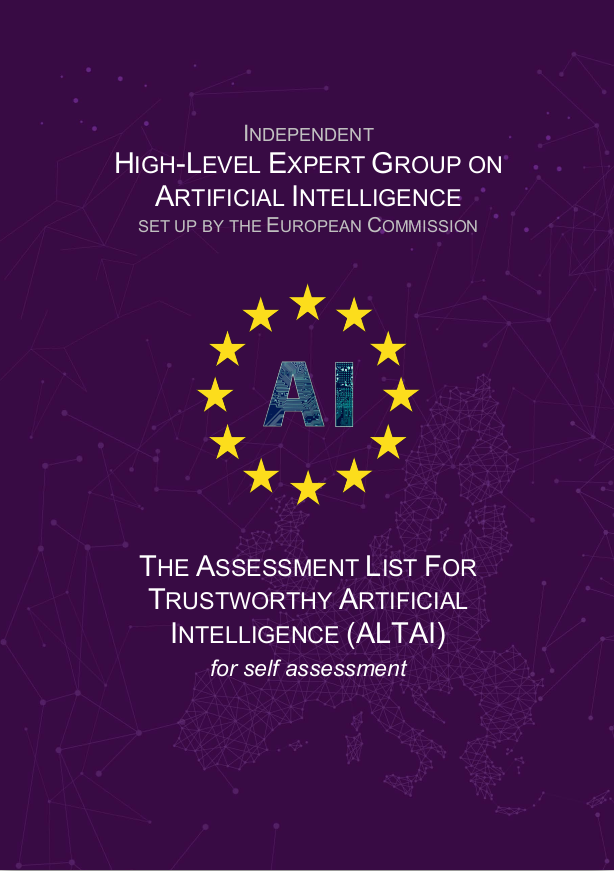 INDEPENDENT
HIGH-LEVEL EXPERT GROUP ON
ARTIFICIAL INTELLIGENCE
SET UP BY THE EUROPEAN COMMISSION
AI
THE ASSESSMENT LIST FOR
TRUSTWORTHY ARTIFICIAL
INTELLIGENCE (ALTAI)
for self assessment